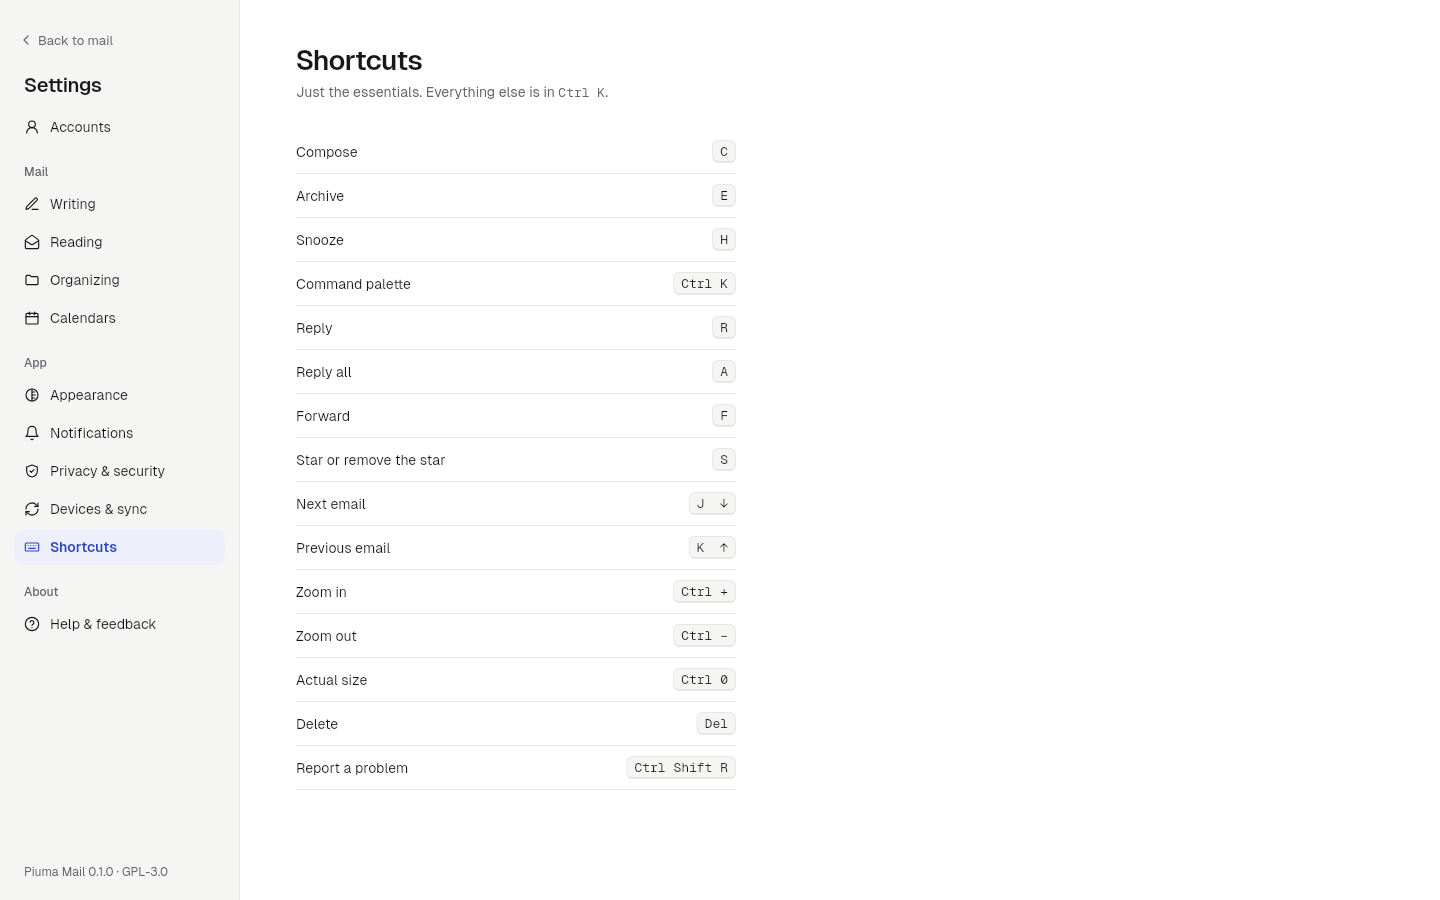 Back to mail
Settings
Accounts
Mail
Writing
Reading
Organizing
Calendars
App
Appearance
Notifications
Privacy & security
Devices & sync
Shortcuts
About
Help & feedback
Piuma Mail 0.1.0 · GPL-3.0
Shortcuts
Just the essentials. Everything else is in Ctrl K.
Compose C
Archive E
Snooze H
Command palette Ctrl K
Reply R
Reply all A
Forward F
Star or remove the star S
Next email J ↓
Previous email K ↑
Zoom in Ctrl +
Zoom out Ctrl −
Actual size Ctrl 0
Delete Del
Report a problem Ctrl Shift R